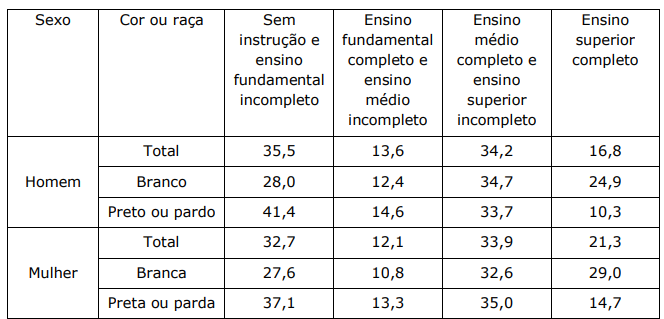 Sexo Cor ou raça Sem instrução e ensino fundamental incompleto Ensino fundamental completo e ensino médio incompleto Ensino médio completo e ensino superior incompleto Ensino superior completo
Homem
Total 35,5 13,6 34,2 16,8
Branco 28,0 12,4 34,7 24,9
Preto ou pardo 41,4 14,6 33,7 10,3
Mulher
Total 32,7 12,1 33,9 21,3
Branca 27,6 10,8 32,6 29,0
Preta ou parda 37,1 13,3 35,0 14,7